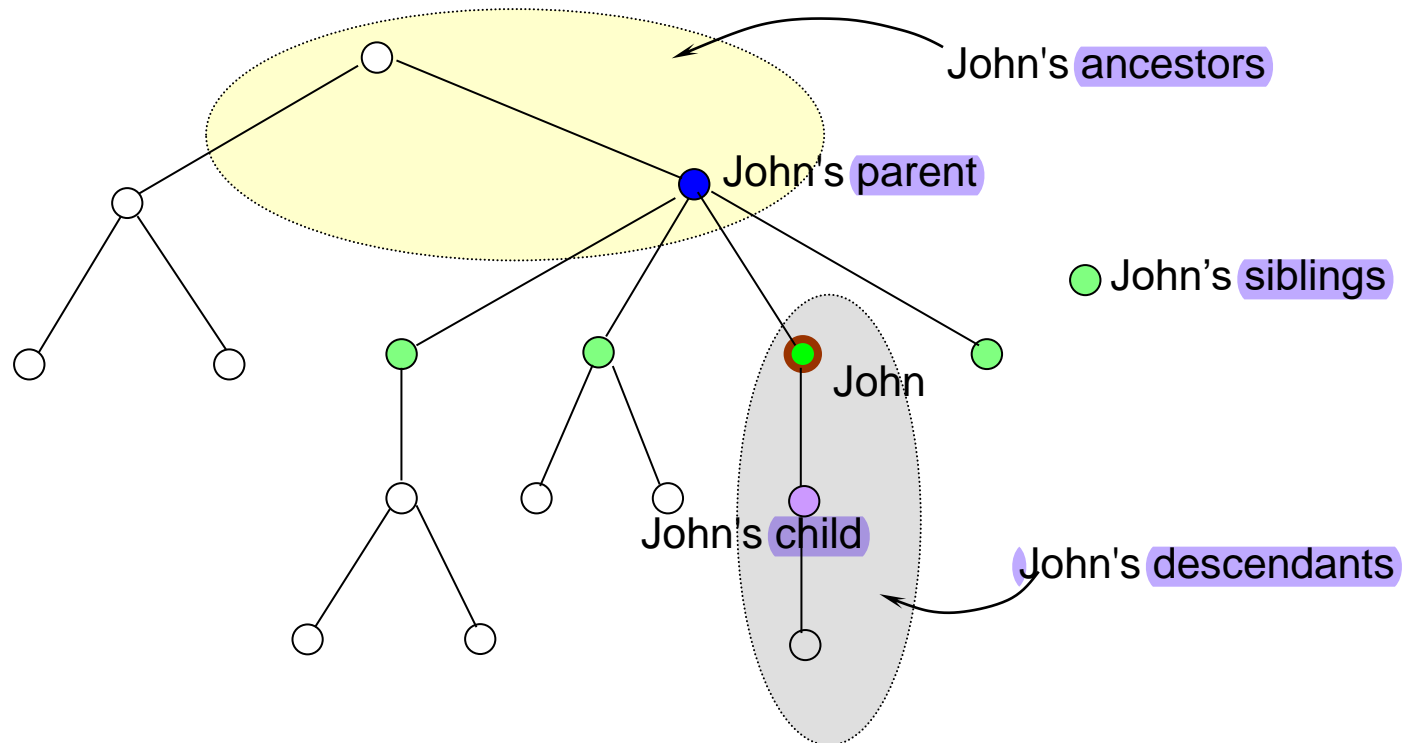 John's ancestors
John's parent
John’s siblings
John
John's child
John's descendants